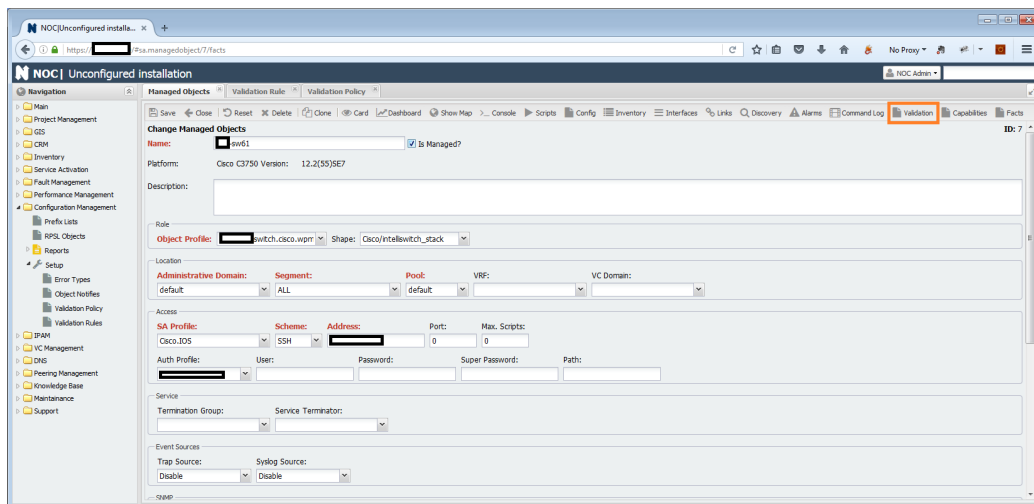 NOC|Unconfigured installa...
https:// /#sa.managedobject/7/facts
No Proxy
NOC| Unconfigured installation
NOC Admin
Navigation
Managed Objects Validation Rule Validation Policy
Main
Project Management
GIS
CRM
Inventory
Service Activation
Fault Management
Performance Management
Configuration Management
Prefix Lists
RPSL Objects
Reports
Setup
Error Types
Object Notifies
Validation Policy
Validation Rules
IPAM
VC Management
DNS
Peering Management
Knowledge Base
Maintainance
Support
Save Close Reset Delete Clone Card Dashboard Show Map Console Scripts Config Inventory Interfaces Links Discovery Alarms Command Log Validation Capabilities Facts
Change Managed Objects ID: 7
Name: -sw61 Is Managed?
Platform: Cisco C3750 Version: 12.2(55)SE7
Description:
Role
Object Profile: switch.cisco.wpm Shape: Cisco/intelliswitch_stack
Location
Administrative Domain: Segment: Pool: VRF: VC Domain:
default ALL default
Access
SA Profile: Scheme: Address: Port: Max. Scripts:
Cisco.IOS SSH 0 0
Auth Profile: User: Password: Super Password: Path:
Service
Termination Group: Service Terminator:
Event Sources
Trap Source: Syslog Source:
Disable Disable
SNMP